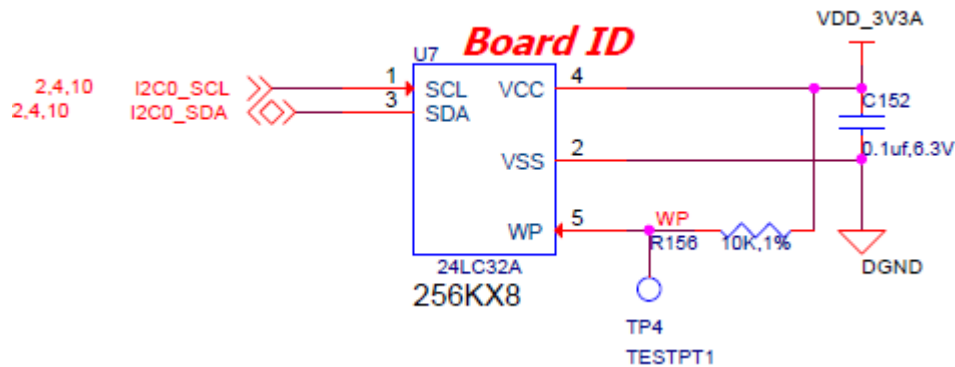 Board ID
VDD_3V3A
U7
2,4,10 I2C0_SCL 1 SCL VCC 4
2,4,10 I2C0_SDA 3 SDA
C152
0.1uf,6.3V
VSS 2
WP 5 WP
R156 10K,1%
DGND
24LC32A
256KX8
TP4
TESTPT1